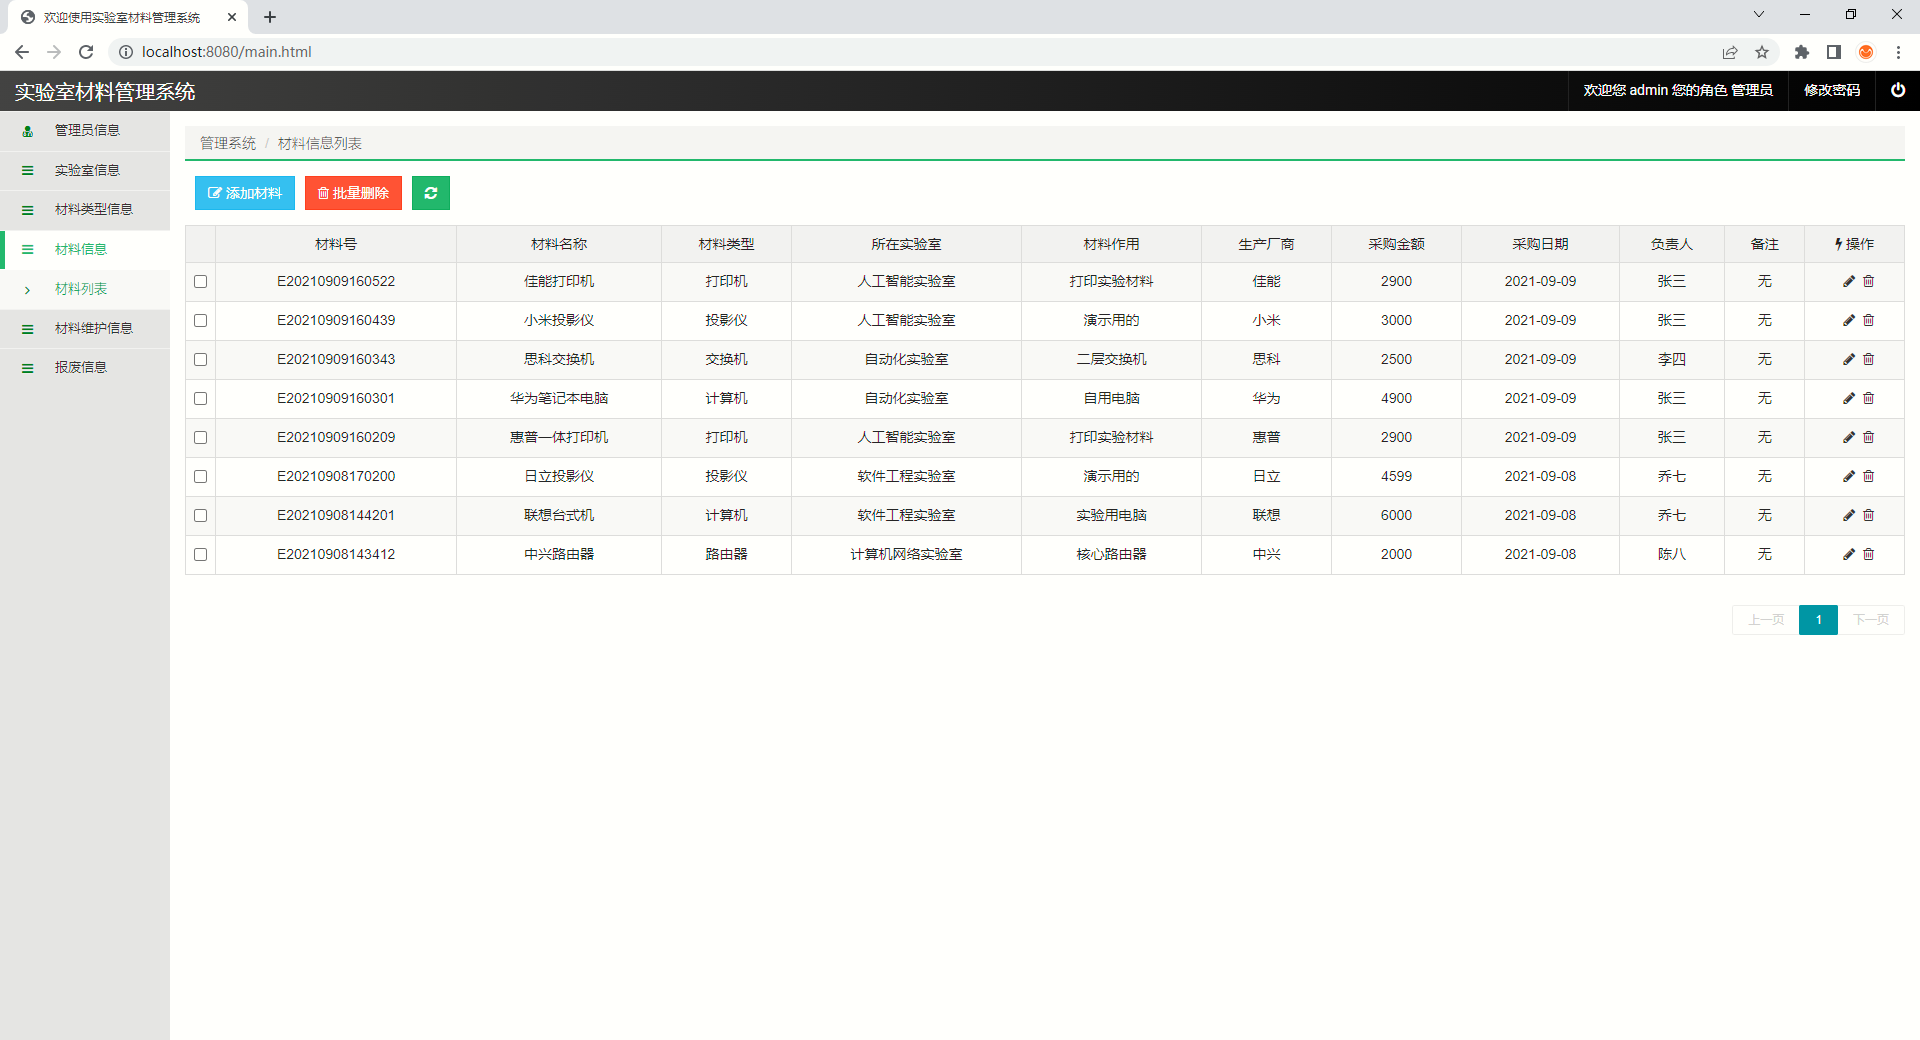 欢迎使用实验室材料管理系统
localhost:8080/main.html
实验室材料管理系统 欢迎您 admin 您的角色 管理员 修改密码
管理员信息
实验室信息
材料类型信息
材料信息
材料列表
材料维护信息
报废信息
管理系统 / 材料信息列表
添加材料 批量删除
材料号 材料名称 材料类型 所在实验室 材料作用 生产厂商 采购金额 采购日期 负责人 备注 操作
E20210909160522 佳能打印机 打印机 人工智能实验室 打印实验材料 佳能 2900 2021-09-09 张三 无
E20210909160439 小米投影仪 投影仪 人工智能实验室 演示用的 小米 3000 2021-09-09 张三 无
E20210909160343 思科交换机 交换机 自动化实验室 二层交换机 思科 2500 2021-09-09 李四 无
E20210909160301 华为笔记本电脑 计算机 自动化实验室 自用电脑 华为 4900 2021-09-09 张三 无
E20210909160209 惠普一体打印机 打印机 人工智能实验室 打印实验材料 惠普 2900 2021-09-09 张三 无
E20210908170200 日立投影仪 投影仪 软件工程实验室 演示用的 日立 4599 2021-09-08 乔七 无
E20210908144201 联想台式机 计算机 软件工程实验室 实验用电脑 联想 6000 2021-09-08 乔七 无
E20210908143412 中兴路由器 路由器 计算机网络实验室 核心路由器 中兴 2000 2021-09-08 陈八 无
上一页 1 下一页